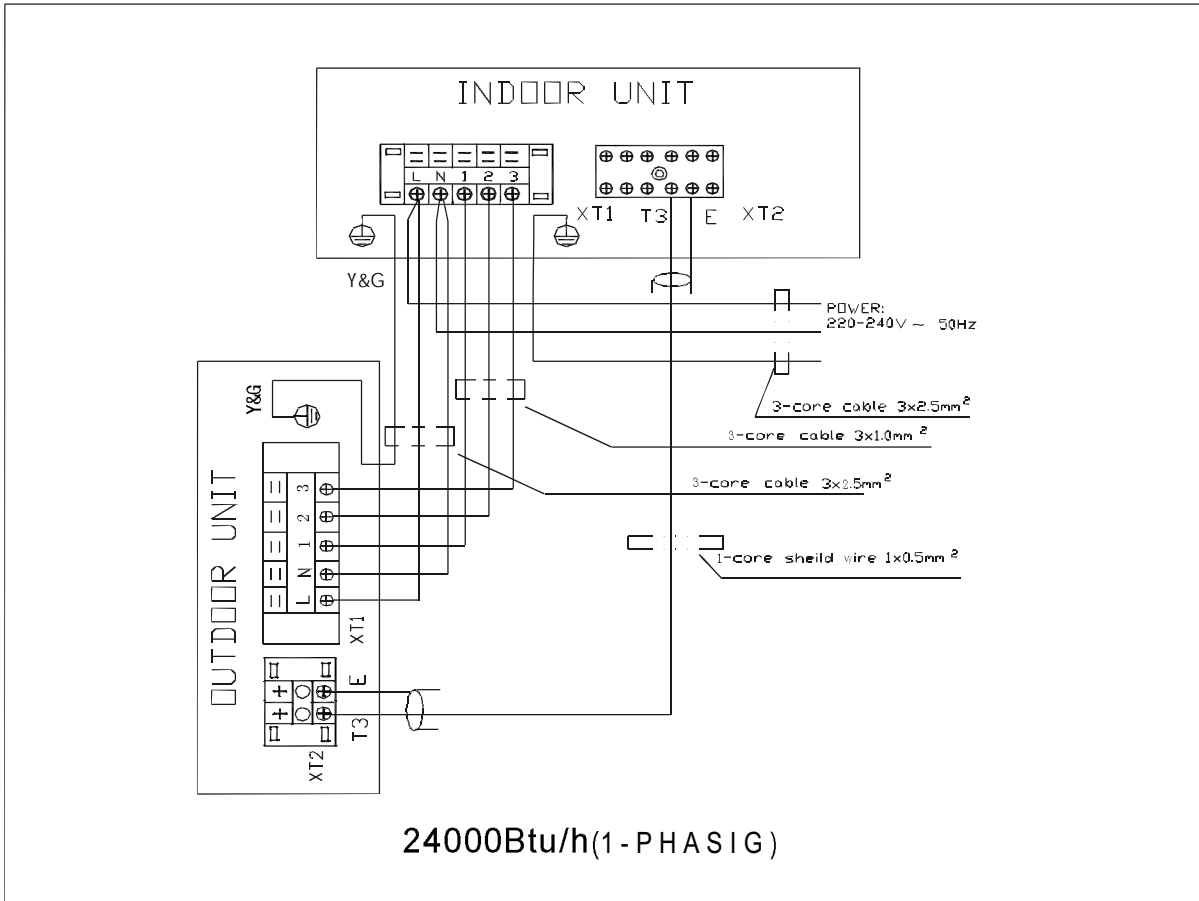 INDOOR UNIT
L N 1 2 3
XT1 T3 E XT2
Y&G
POWER:
220-240V ~ 50Hz
3-core cable 3x2.5mm²
3-core cable 3x1.0mm²
3-core cable 3x2.5mm²
1-core sheild wire 1x0.5mm²
Y&G
OUTDOOR UNIT
3
2
1
N
L
XT1
E
T3
XT2
24000Btu/h(1-PHASIG)